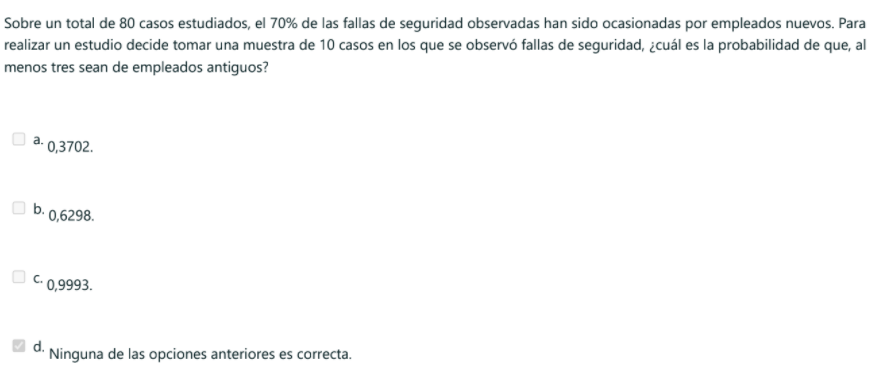 Sobre un total de 80 casos estudiados, el 70% de las fallas de seguridad observadas han sido ocasionadas por empleados nuevos. Para
realizar un estudio decide tomar una muestra de 10 casos en los que se observó fallas de seguridad, ¿cuál es la probabilidad de que, al
menos tres sean de empleados antiguos?
a. 0,3702.
b. 0,6298.
c. 0,9993.
d. Ninguna de las opciones anteriores es correcta.